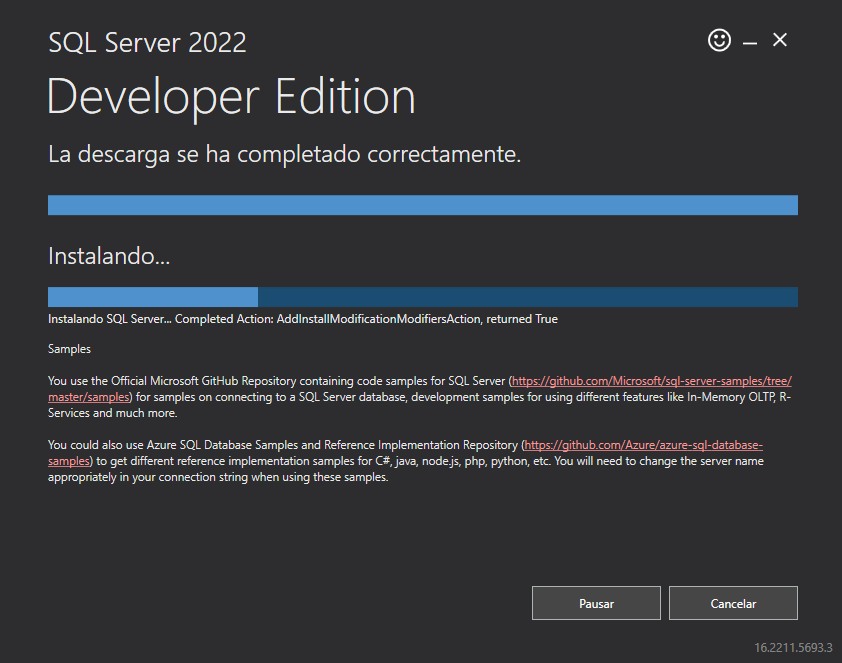 SQL Server 2022
Developer Edition
La descarga se ha completado correctamente.
Instalando...
Instalando SQL Server... Completed Action: AddInstallModificationModifiersAction, returned True
Samples
You use the Official Microsoft GitHub Repository containing code samples for SQL Server (https://github.com/Microsoft/sql-server-samples/tree/
master/samples) for samples on connecting to a SQL Server database, development samples for using different features like In-Memory OLTP, R-
Services and much more.
You could also use Azure SQL Database Samples and Reference Implementation Repository (https://github.com/Azure/azure-sql-database-
samples) to get different reference implementation samples for C#, java, node.js, php, python, etc. You will need to change the server name
appropriately in your connection string when using these samples.
Pausar
Cancelar
16.2211.5693.3